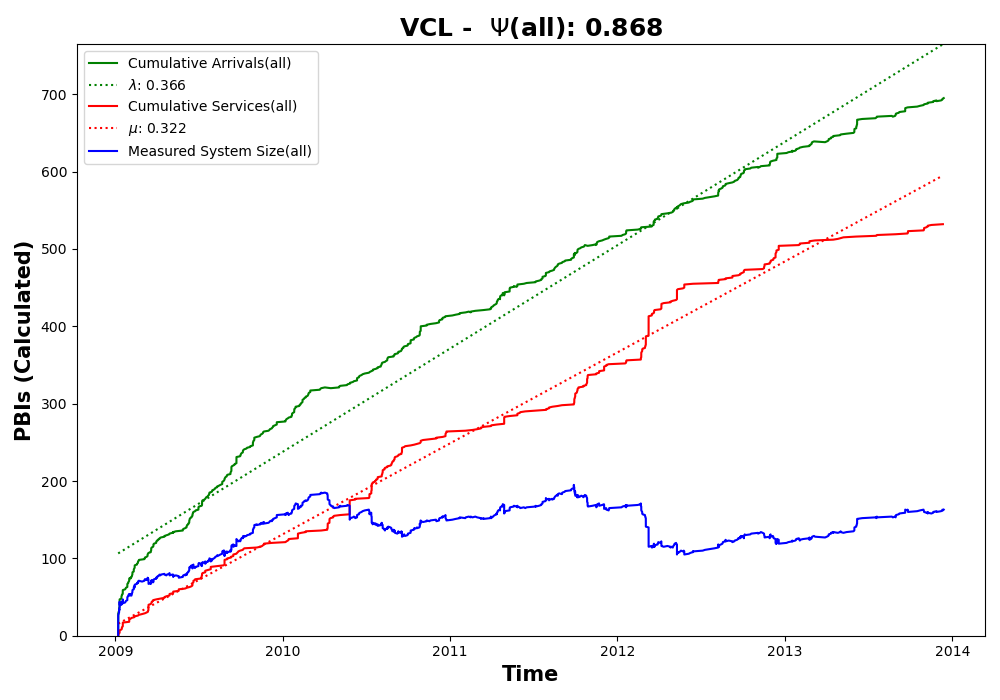 VCL -  Ψ(all): 0.868
Cumulative Arrivals(all)
λ: 0.366
Cumulative Services(all)
μ: 0.322
Measured System Size(all)
PBIs (Calculated)
700
600
500
400
300
200
100
0
2009 2010 2011 2012 2013 2014
Time